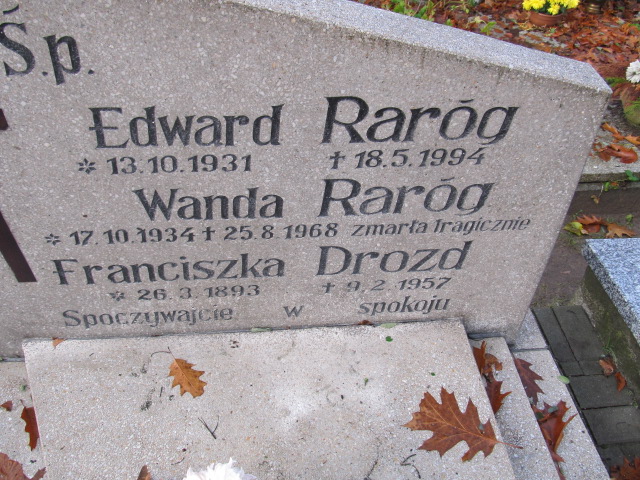 Ś.p.
Edward Raróg
* 13.10.1931 + 18.5.1994
Wanda Raróg
* 17.10.1934 + 25.8.1968 zmarła tragicznie
Franciszka Drozd
* 26.3.1893 + 9.2.1957
Spoczywajcie w spokoju